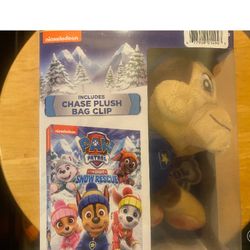 nickelodeon
INCLUDES
CHASE PLUSH
BAG CLIP
nickelodeon
PAW
PATROL
SNOW RESCUE